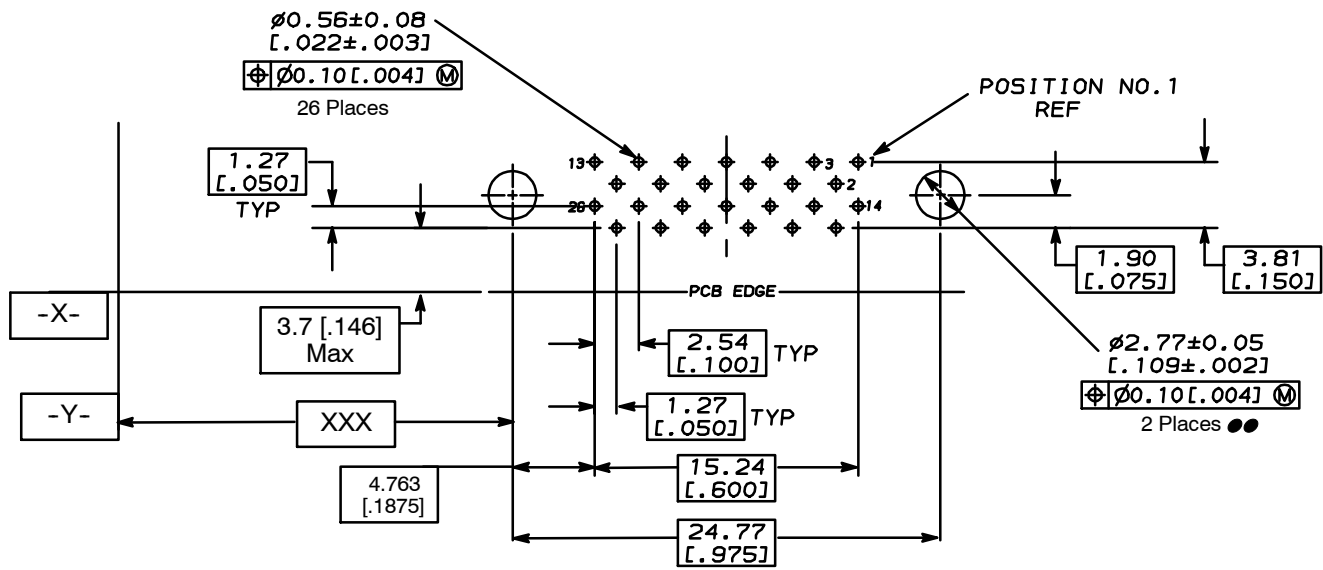 ø0.56±0.08
[.022±.003]
⌖ Ø0.10[.004] Ⓜ
26 Places
POSITION NO.1
REF
1.27
[.050]
TYP
13
3
1
2
26
14
1.90
[.075]
3.81
[.150]
-X-
PCB EDGE
3.7 [.146]
Max
2.54
[.100]
TYP
ø2.77±0.05
[.109±.002]
⌖ Ø0.10[.004] Ⓜ
2 Places
-Y-
XXX
1.27
[.050]
TYP
4.763
[.1875]
15.24
[.600]
24.77
[.975]